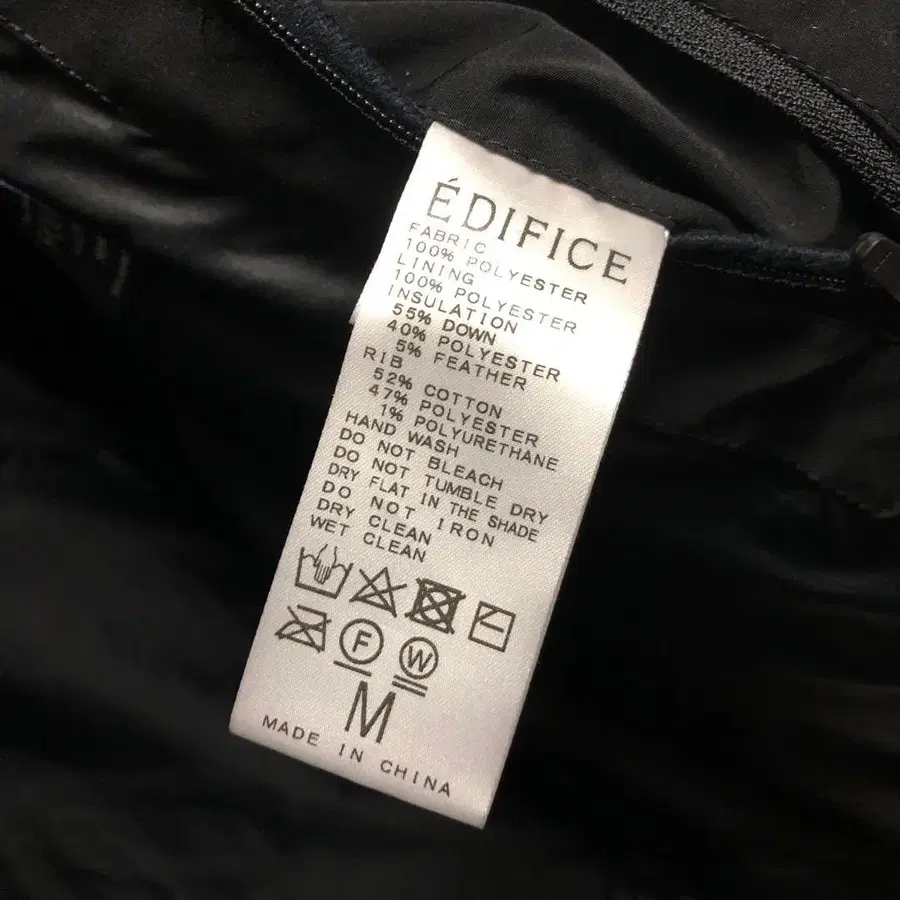 ÉDIFICE
FABRIC
100% POLYESTER
LINING
100% POLYESTER
INSULATION
55% DOWN
40% POLYESTER
5% FEATHER
RIB
52% COTTON
47% POLYESTER
1% POLYURETHANE
HAND WASH
DO NOT BLEACH
DO NOT TUMBLE DRY
DRY FLAT IN THE SHADE
DO NOT IRON
DRY CLEAN
WET CLEAN
F W
M
MADE IN CHINA